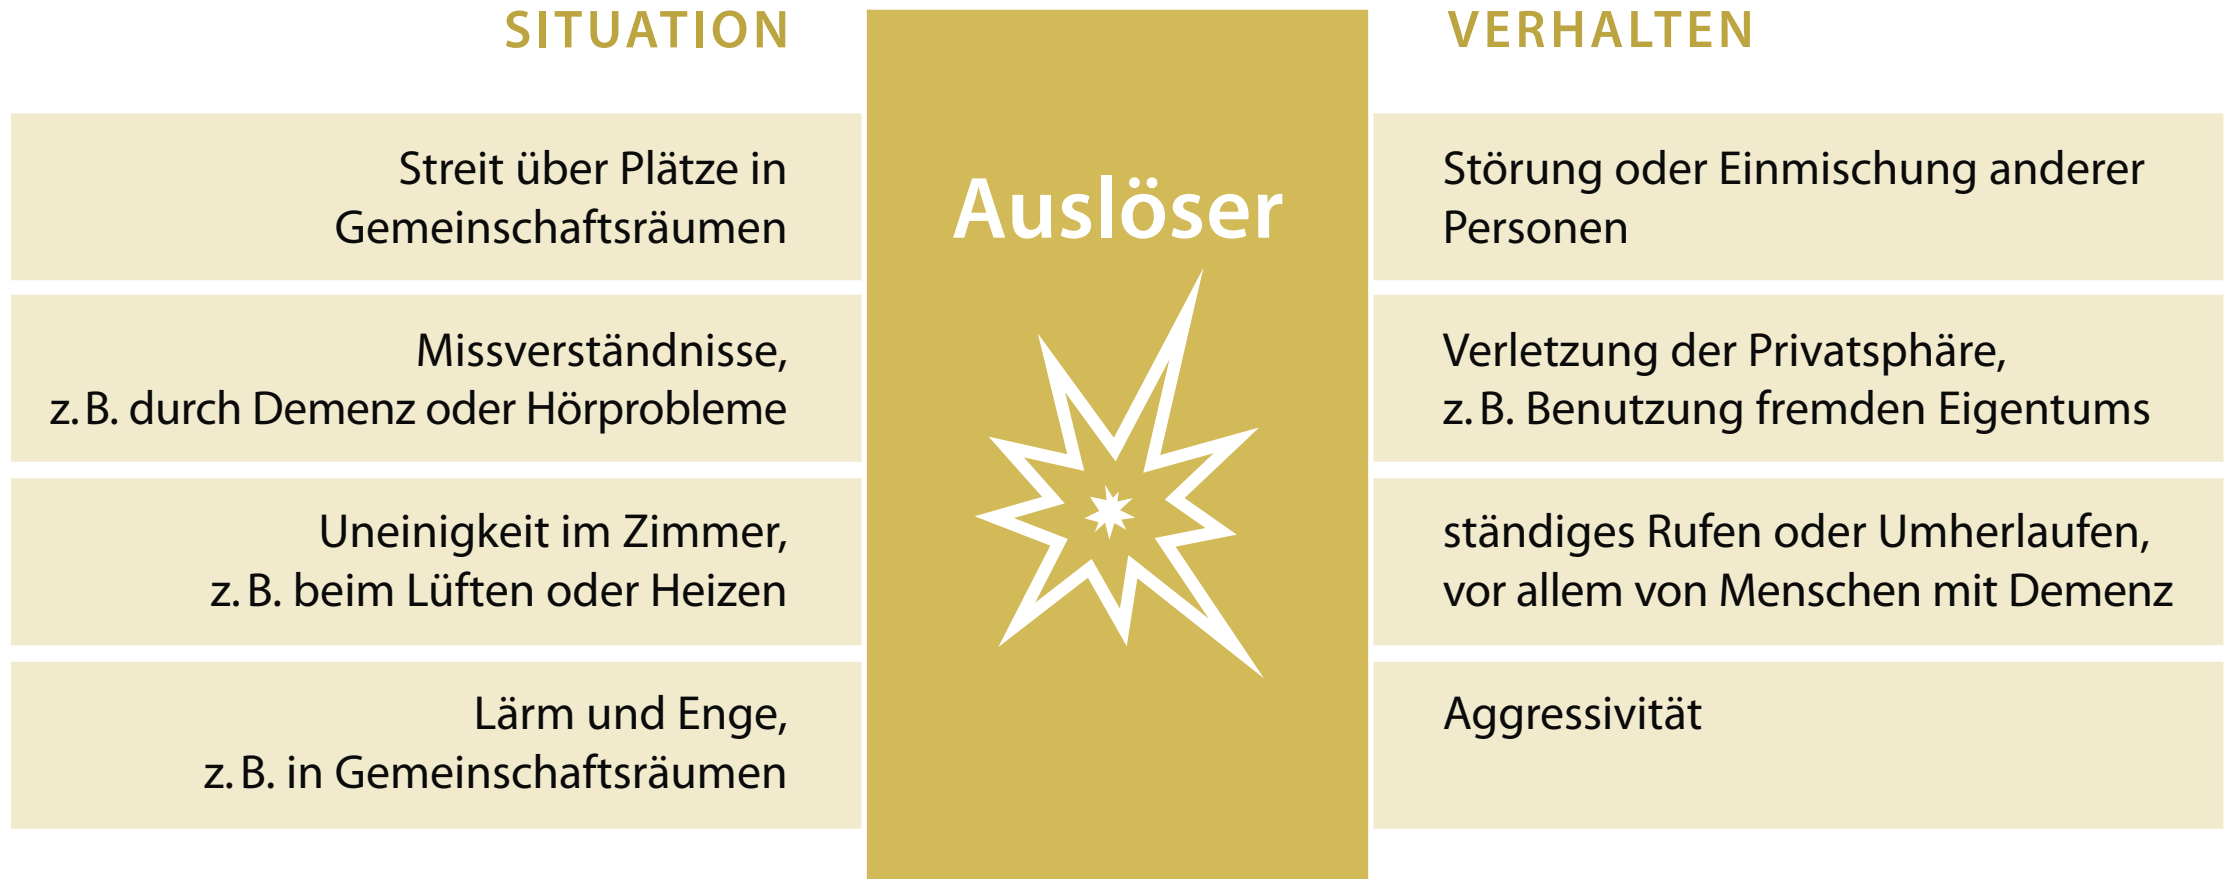 SITUATION
Streit über Plätze in
Gemeinschaftsräumen
Missverständnisse,
z. B. durch Demenz oder Hörprobleme
Uneinigkeit im Zimmer,
z. B. beim Lüften oder Heizen
Lärm und Enge,
z. B. in Gemeinschaftsräumen
Auslöser
VERHALTEN
Störung oder Einmischung anderer
Personen
Verletzung der Privatsphäre,
z. B. Benutzung fremden Eigentums
ständiges Rufen oder Umherlaufen,
vor allem von Menschen mit Demenz
Aggressivität